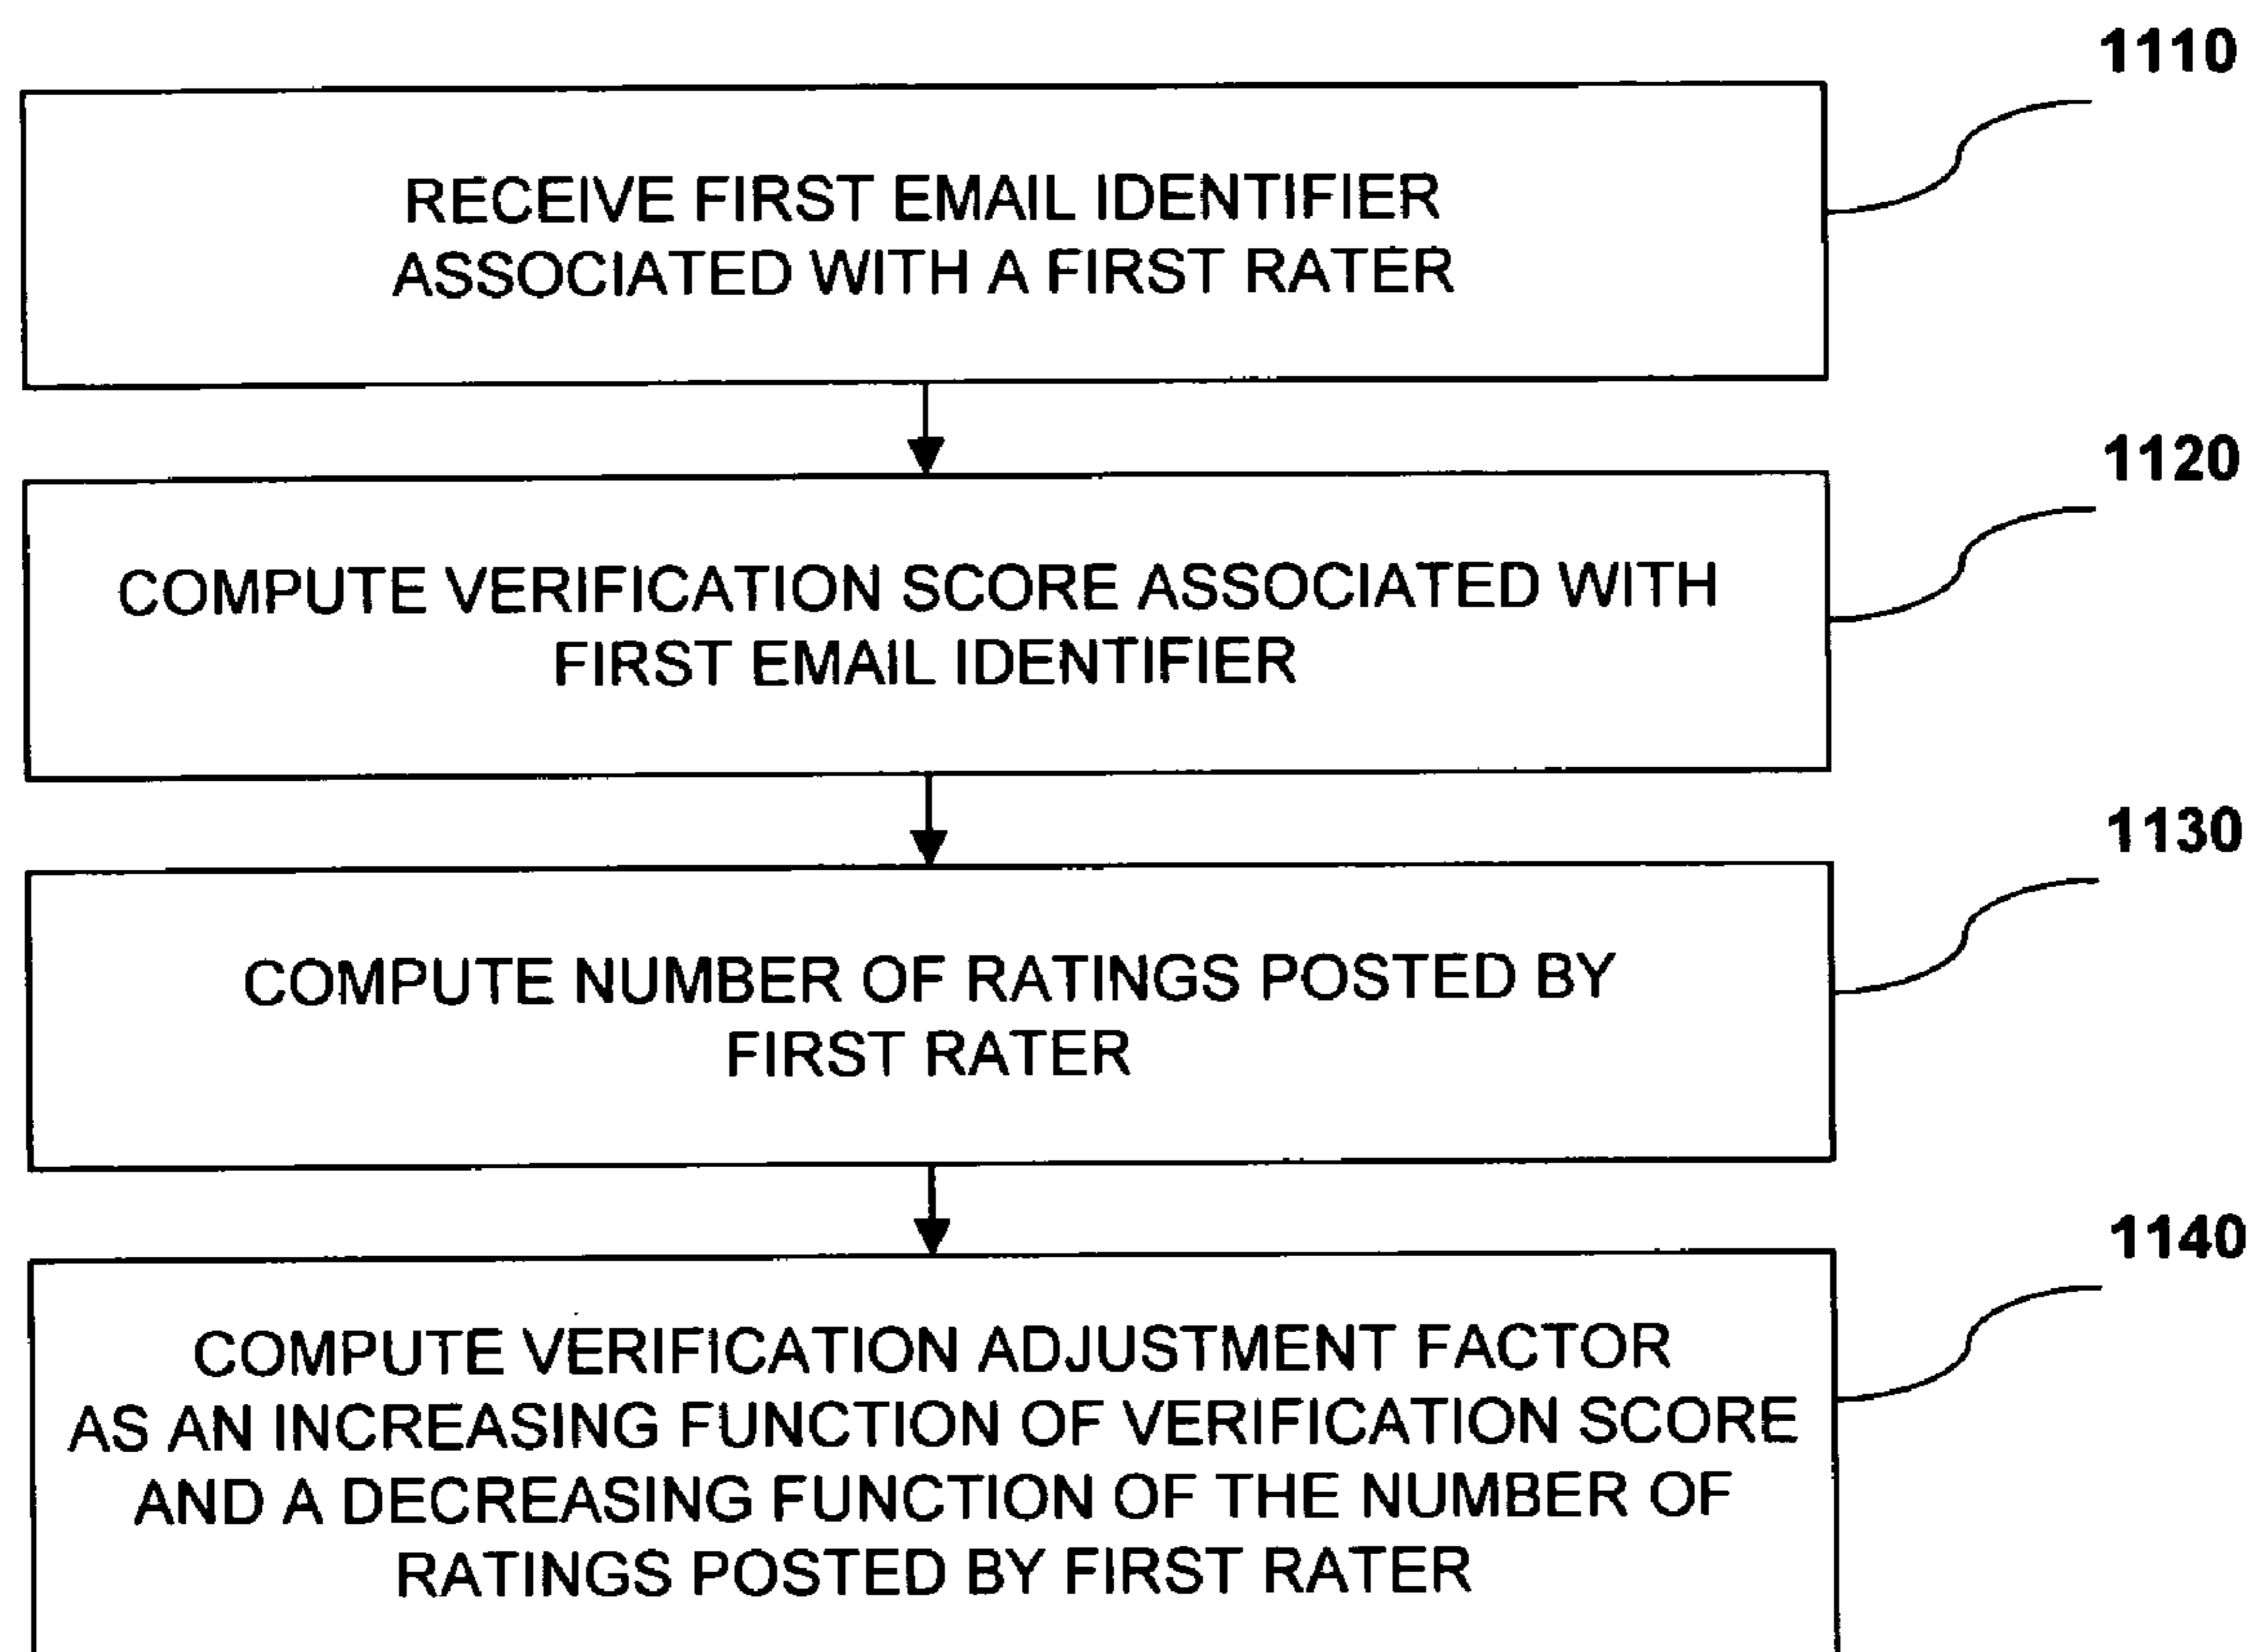 1110
RECEIVE FIRST EMAIL IDENTIFIER
ASSOCIATED WITH A FIRST RATER
1120
COMPUTE VERIFICATION SCORE ASSOCIATED WITH
FIRST EMAIL IDENTIFIER
1130
COMPUTE NUMBER OF RATINGS POSTED BY
FIRST RATER
1140
COMPUTE VERIFICATION ADJUSTMENT FACTOR
AS AN INCREASING FUNCTION OF VERIFICATION SCORE
AND A DECREASING FUNCTION OF THE NUMBER OF
RATINGS POSTED BY FIRST RATER